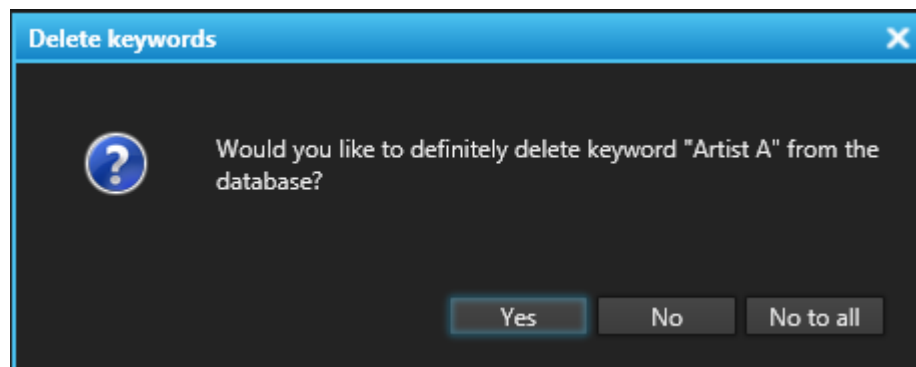 Delete keywords
Would you like to definitely delete keyword "Artist A" from the
database?
Yes No No to all